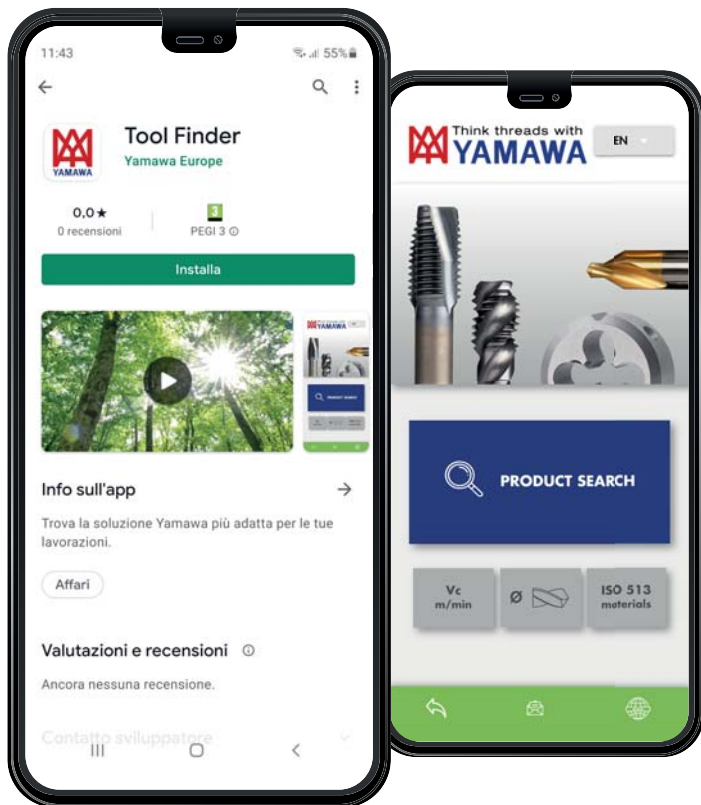 11:43
55%
Tool Finder
YAMAWA
Yamawa Europe
0,0★
0 recensioni
3
PEGI 3
Installa
Info sull'app
Trova la soluzione Yamawa più adatta per le tue
lavorazioni.
Affari
Valutazioni e recensioni
Ancora nessuna recensione.
Contatto sviluppatore
Think threads with
YAMAWA
EN
PRODUCT SEARCH
Vc
m/min
Ø
ISO 513
materials